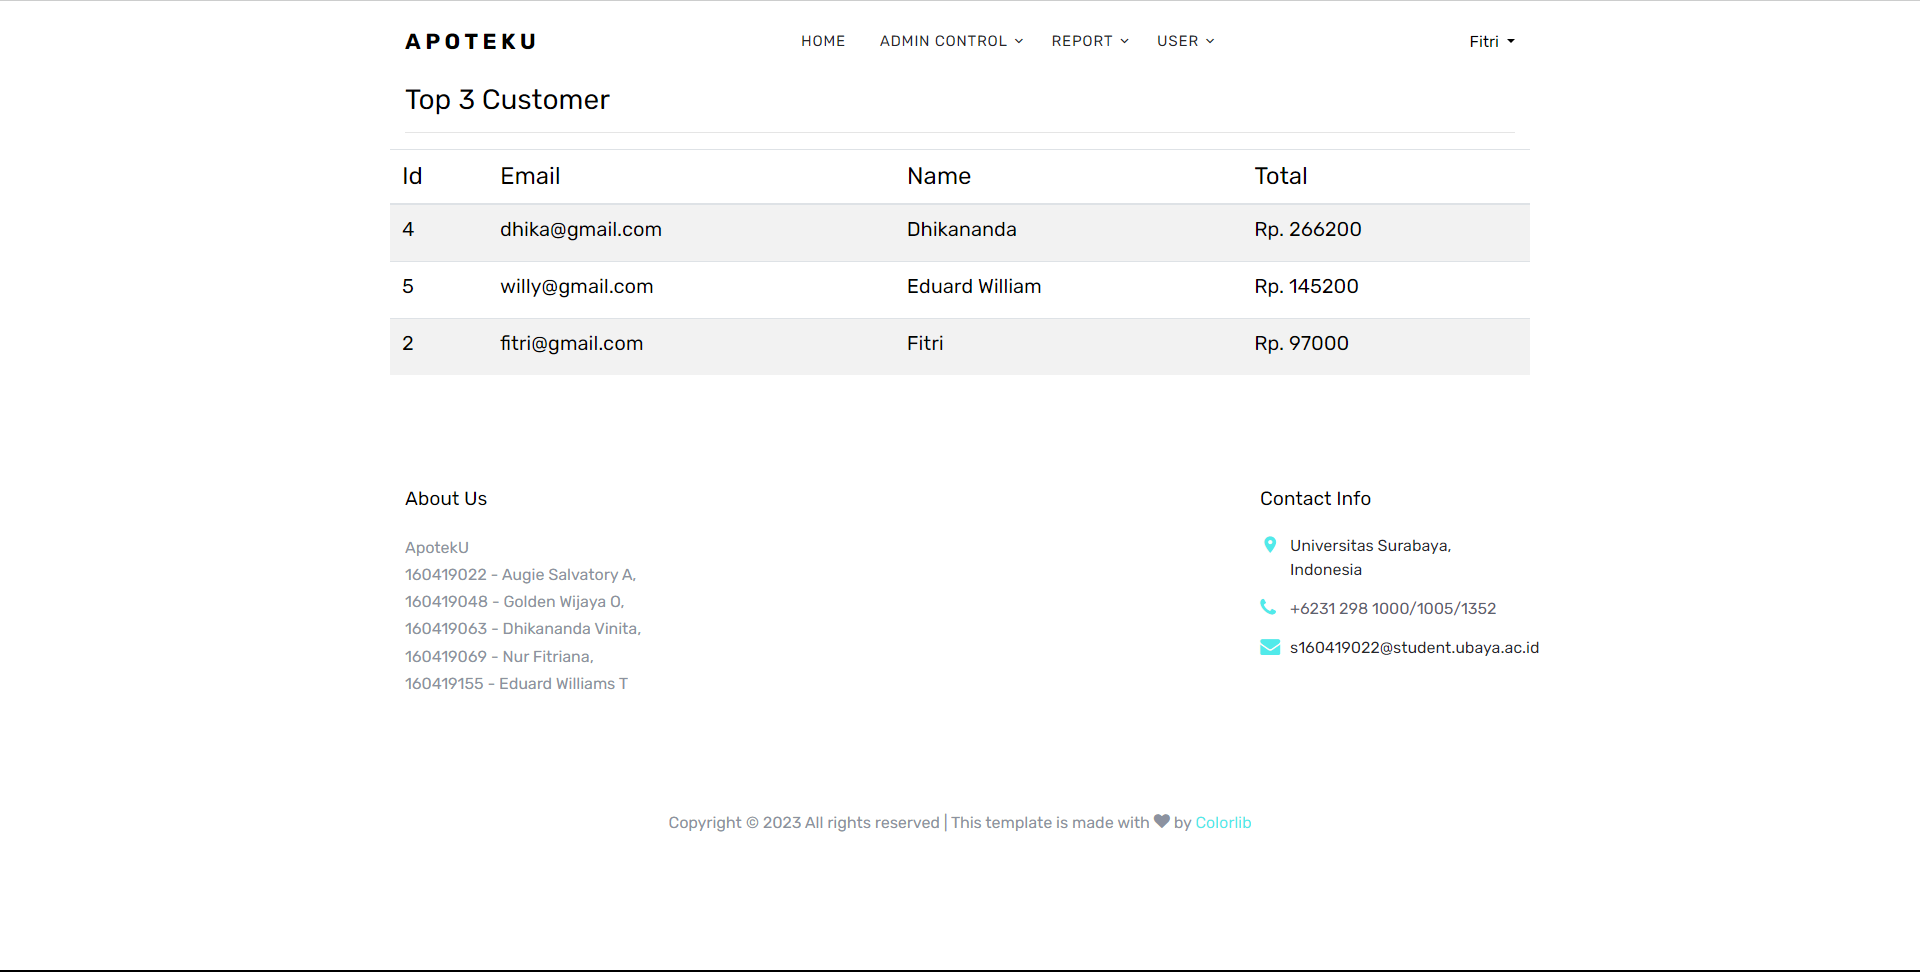 APOTEKU HOME ADMIN CONTROL REPORT USER Fitri
Top 3 Customer
Id Email Name Total
4 dhika@gmail.com Dhikananda Rp. 266200
5 willy@gmail.com Eduard William Rp. 145200
2 fitri@gmail.com Fitri Rp. 97000
About Us
ApotekU
160419022 - Augie Salvatory A,
160419048 - Golden Wijaya O,
160419063 - Dhikananda Vinita,
160419069 - Nur Fitriana,
160419155 - Eduard Williams T
Contact Info
Universitas Surabaya,
Indonesia
+6231 298 1000/1005/1352
s160419022@student.ubaya.ac.id
Copyright © 2023 All rights reserved | This template is made with ♥ by Colorlib